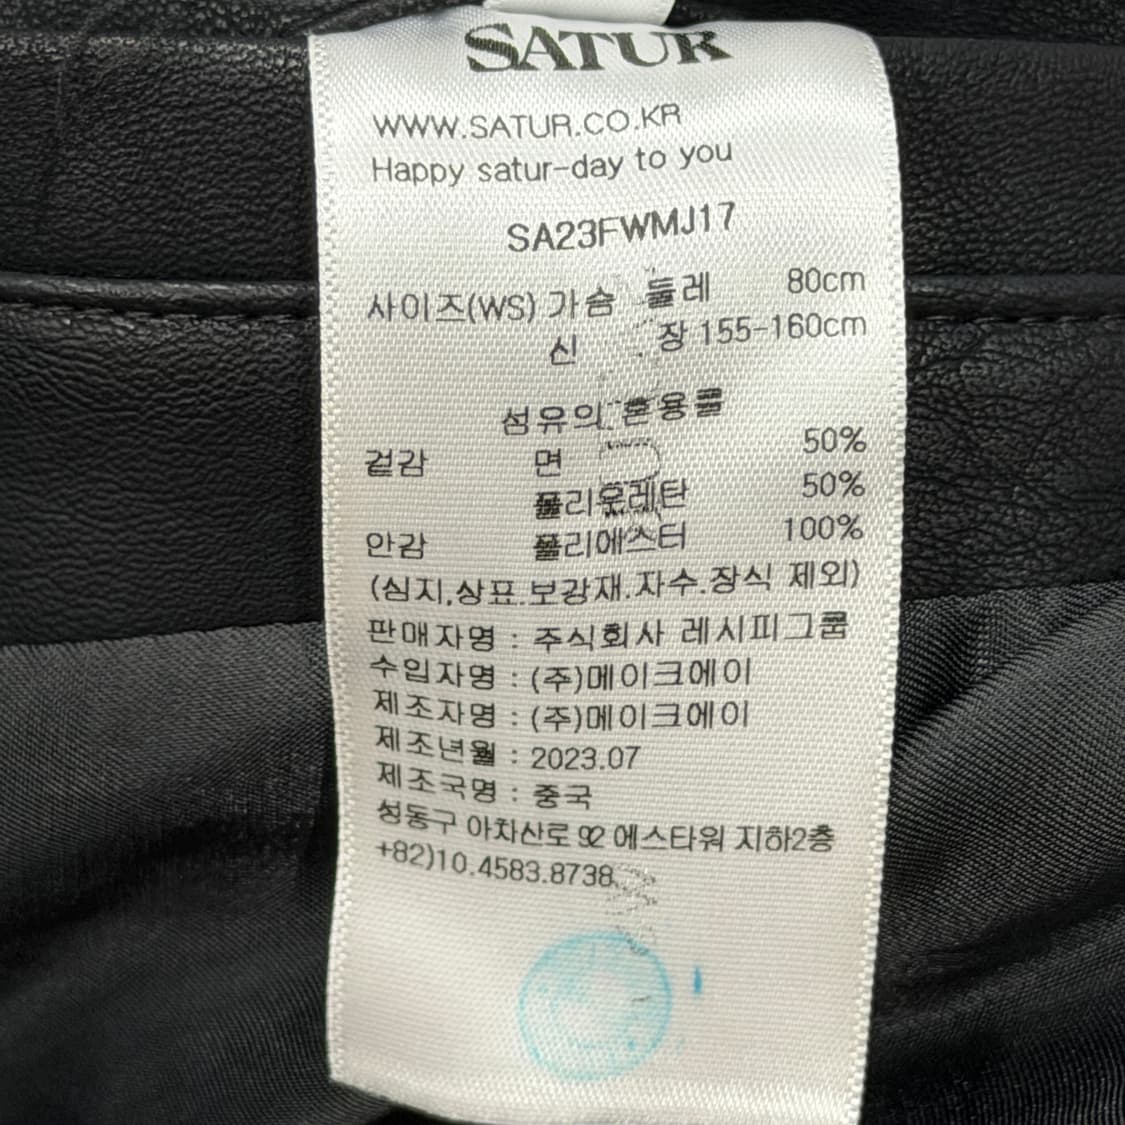 SATUR
WWW.SATUR.CO.KR
Happy satur-day to you
SA23FWMJ17
사이즈(WS) 가슴 둘레 80cm
신 장 155-160cm
섬유의 혼용률
겉감 면 50%
폴리우레탄 50%
안감 폴리에스터 100%
(심지.상표.보강재.자수.장식 제외)
판매자명 : 주식회사 레시피그룹
수입자명 : (주)메이크에이
제조자명 : (주)메이크에이
제조년월 : 2023.07
제조국명 : 중국
성동구 아차산로 92 에스타워 지하2층
+82)10.4583.8738